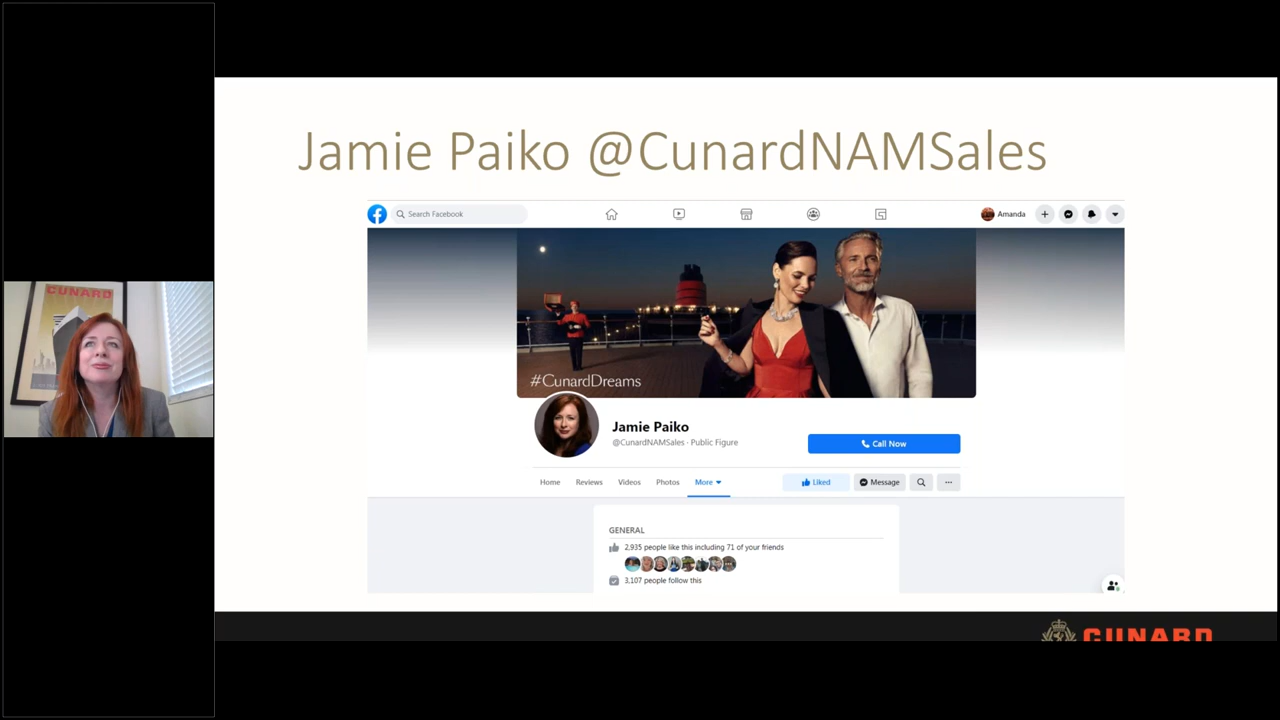 Jamie Paiko @CunardNAMSales
Search Facebook
Amanda
CUNARD
#CunardDreams
Jamie Paiko
@CunardNAMSales · Public Figure
Call Now
Home Reviews Videos Photos More
Liked
Message
GENERAL
2,935 people like this including 71 of your friends
3,107 people follow this
CUNARD